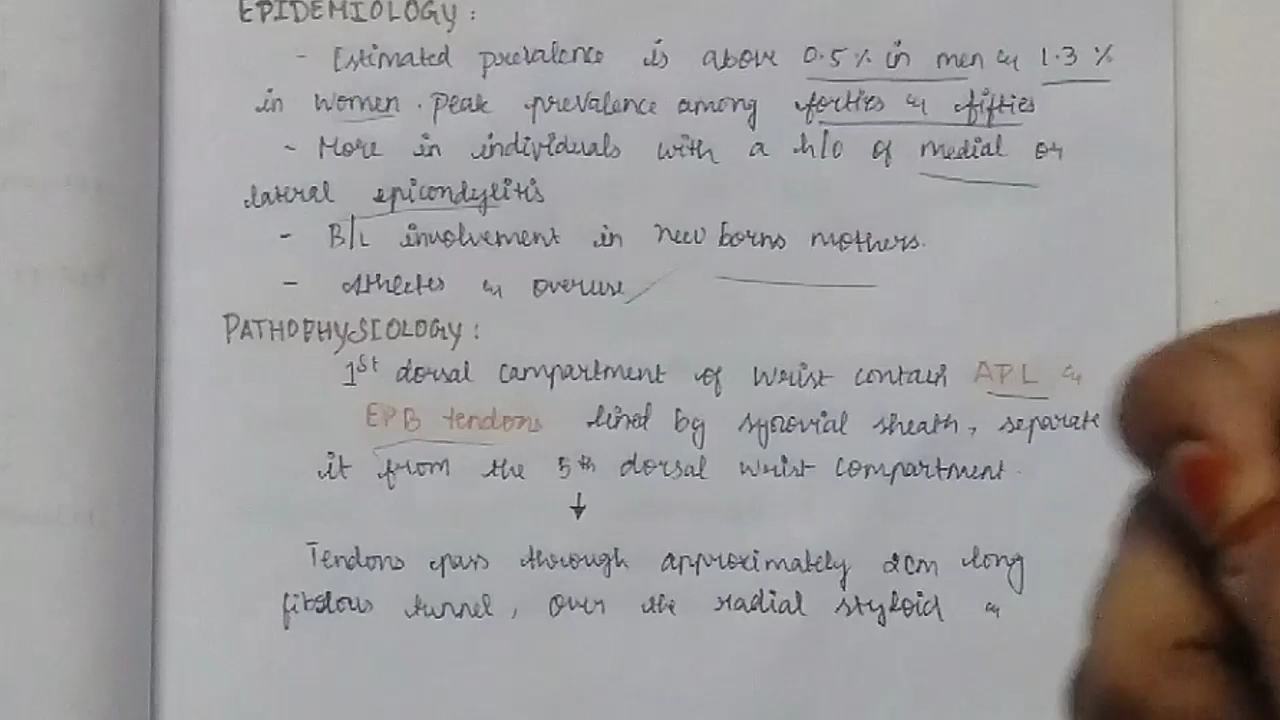 EPIDEMIOLOGY :
- Estimated prevalence is above 0.5 % in men & 1.3 %
in women . Peak prevalence among forties & fifties
- More in individuals with a h/o of medial or
lateral epicondylitis
- B/L involvement in new borns mothers.
- Athletes & overuse
PATHOPHYSIOLOGY :
1st dorsal compartment of wrist contain APL &
EPB tendons lined by synovial sheath, separate
it from the 5th dorsal wrist compartment.
↓
Tendons pass through approximately 2cm long
fibrous tunnel, over the radial styloid &